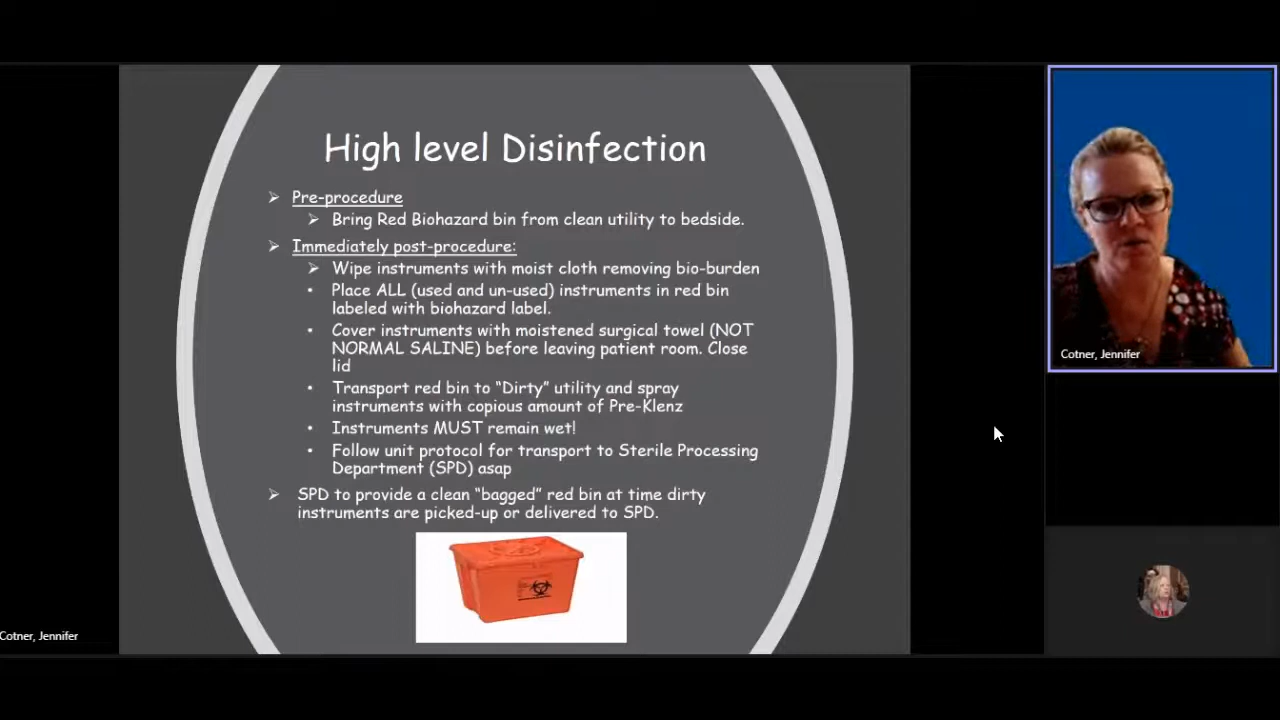 High level Disinfection
Pre-procedure
Bring Red Biohazard bin from clean utility to bedside.
Immediately post-procedure:
Wipe instruments with moist cloth removing bio-burden
Place ALL (used and un-used) instruments in red bin
labeled with biohazard label.
Cover instruments with moistened surgical towel (NOT
NORMAL SALINE) before leaving patient room. Close
lid
Transport red bin to “Dirty” utility and spray
instruments with copious amount of Pre-Klenz
Instruments MUST remain wet!
Follow unit protocol for transport to Sterile Processing
Department (SPD) asap
SPD to provide a clean “bagged” red bin at time dirty
instruments are picked-up or delivered to SPD.
Cotner, Jennifer
Cotner, Jennifer